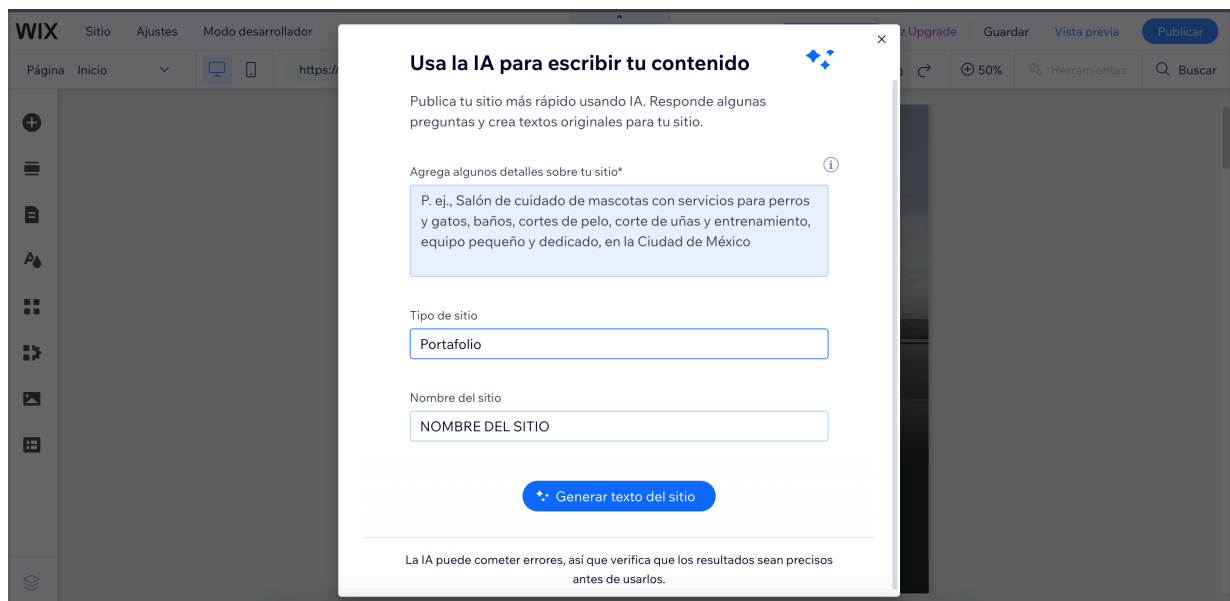 WIX
Sitio
Ajustes
Modo desarrollador
z Upgrade
Guardar
Vista previa
Publicar
Página
Inicio
https://
50%
Herramientas
Buscar
Usa la IA para escribir tu contenido
Publica tu sitio más rápido usando IA. Responde algunas
preguntas y crea textos originales para tu sitio.
Agrega algunos detalles sobre tu sitio*
P. ej., Salón de cuidado de mascotas con servicios para perros
y gatos, baños, cortes de pelo, corte de uñas y entrenamiento,
equipo pequeño y dedicado, en la Ciudad de México
Tipo de sitio
Portafolio
Nombre del sitio
NOMBRE DEL SITIO
Generar texto del sitio
La IA puede cometer errores, así que verifica que los resultados sean precisos
antes de usarlos.